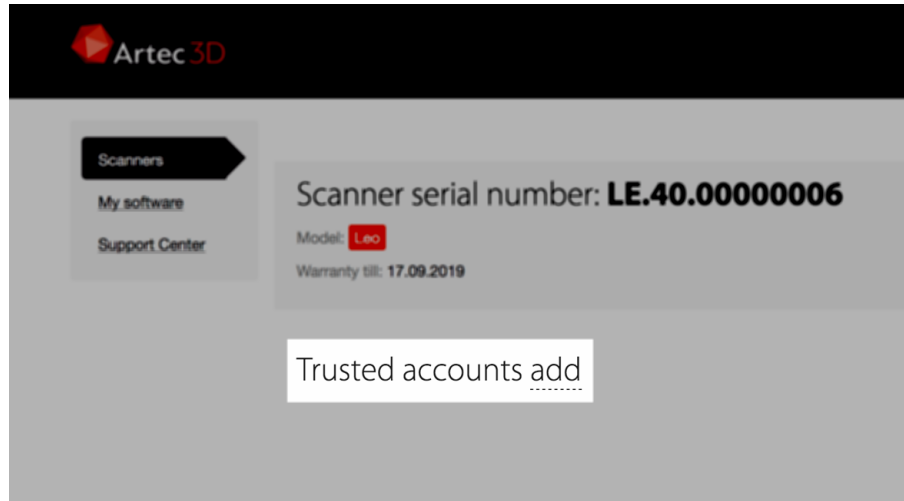 Artec 3D
Scanners
My software
Support Center
Scanner serial number: LE.40.00000006
Model: Leo
Warranty till: 17.09.2019
Trusted accounts add